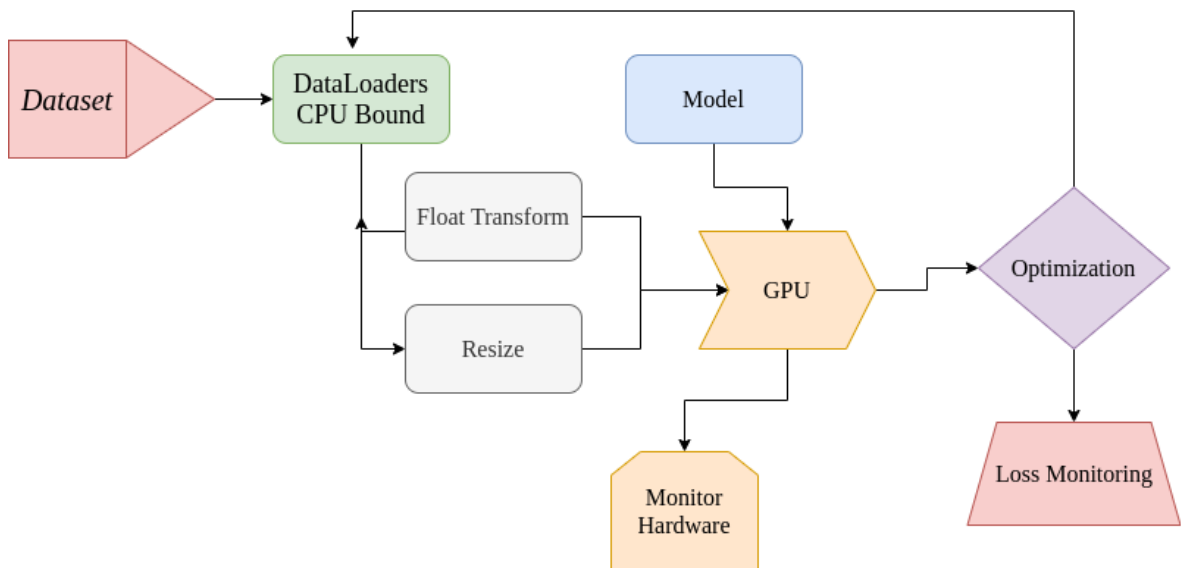 Dataset
DataLoaders
CPU Bound
Model
Float Transform
Resize
GPU
Optimization
Monitor
Hardware
Loss Monitoring